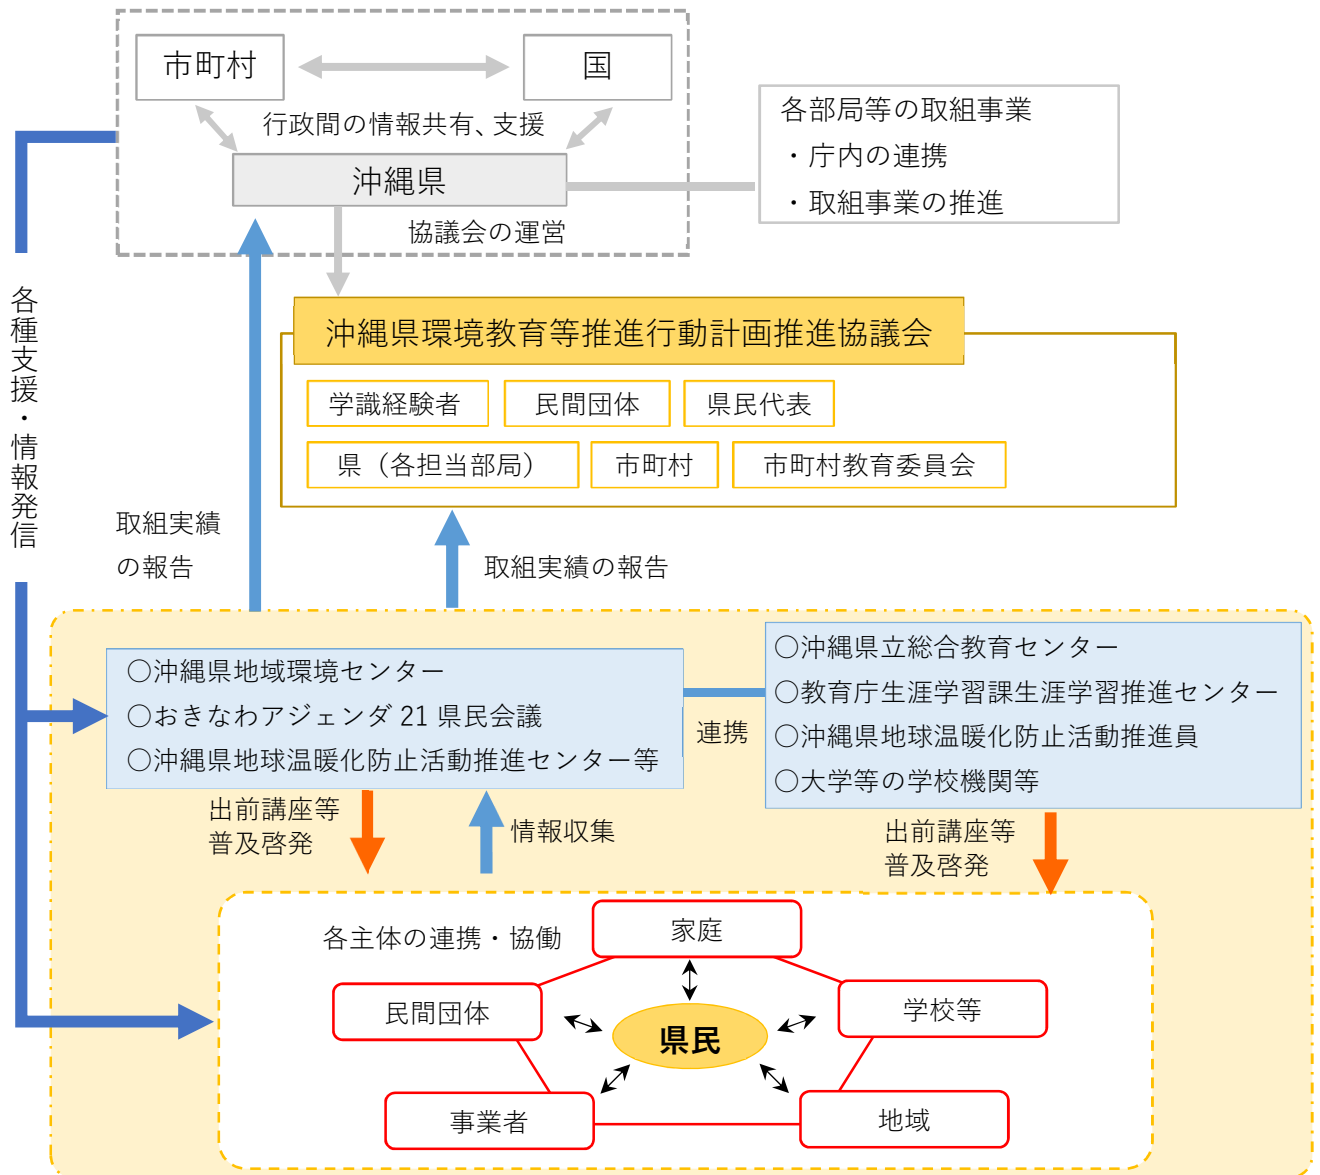 市町村
国
行政間の情報共有、支援
沖縄県
協議会の運営
各部局等の取組事業
・庁内の連携
・取組事業の推進
各種支援・情報発信
沖縄県環境教育等推進行動計画推進協議会
学識経験者
民間団体
県民代表
県（各担当部局）
市町村
市町村教育委員会
取組実績
の報告
取組実績の報告
○沖縄県地域環境センター
○おきなわアジェンダ 21 県民会議
○沖縄県地球温暖化防止活動推進センター等
連携
○沖縄県立総合教育センター
○教育庁生涯学習課生涯学習推進センター
○沖縄県地球温暖化防止活動推進員
○大学等の学校機関等
出前講座等
普及啓発
情報収集
出前講座等
普及啓発
各主体の連携・協働
家庭
民間団体
学校等
県民
事業者
地域